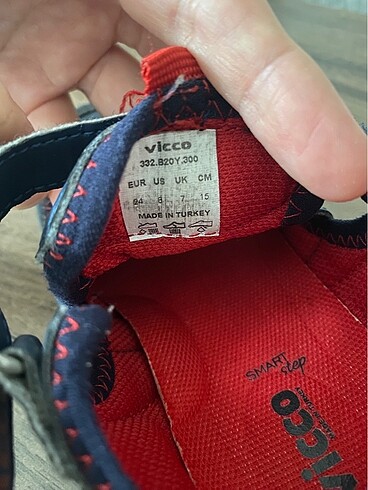 vicco
332.B20Y.300
EUR US UK CM
24 8 7 15
MADE IN TURKEY
SMART
step
vicco